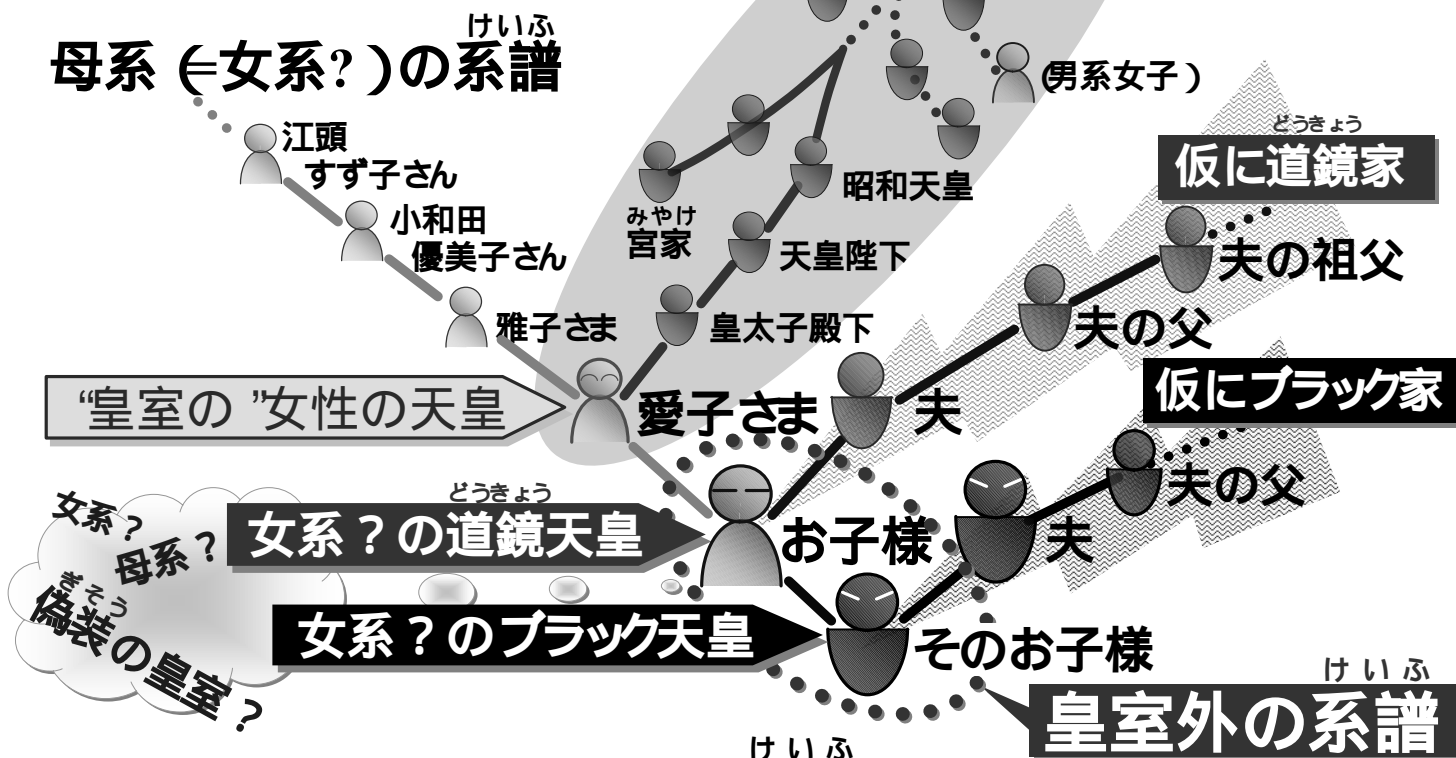 けいふ
母系(=女系?)の系譜
(男系女子)
江頭
すず子さん
小和田
優美子さん
雅子さま
みやけ
宮家
昭和天皇
天皇陛下
皇太子殿下
どうきょう
仮に道鏡家
夫の祖父
夫の父
夫
愛子さま
“皇室の”女性の天皇
仮にブラック家
夫の父
夫
お子様
どうきょう
女系?の道鏡天皇
女系?
母系?
ぎそう
偽装の皇室?
女系?のブラック天皇
そのお子様
けいふ
皇室外の系譜
けいふ